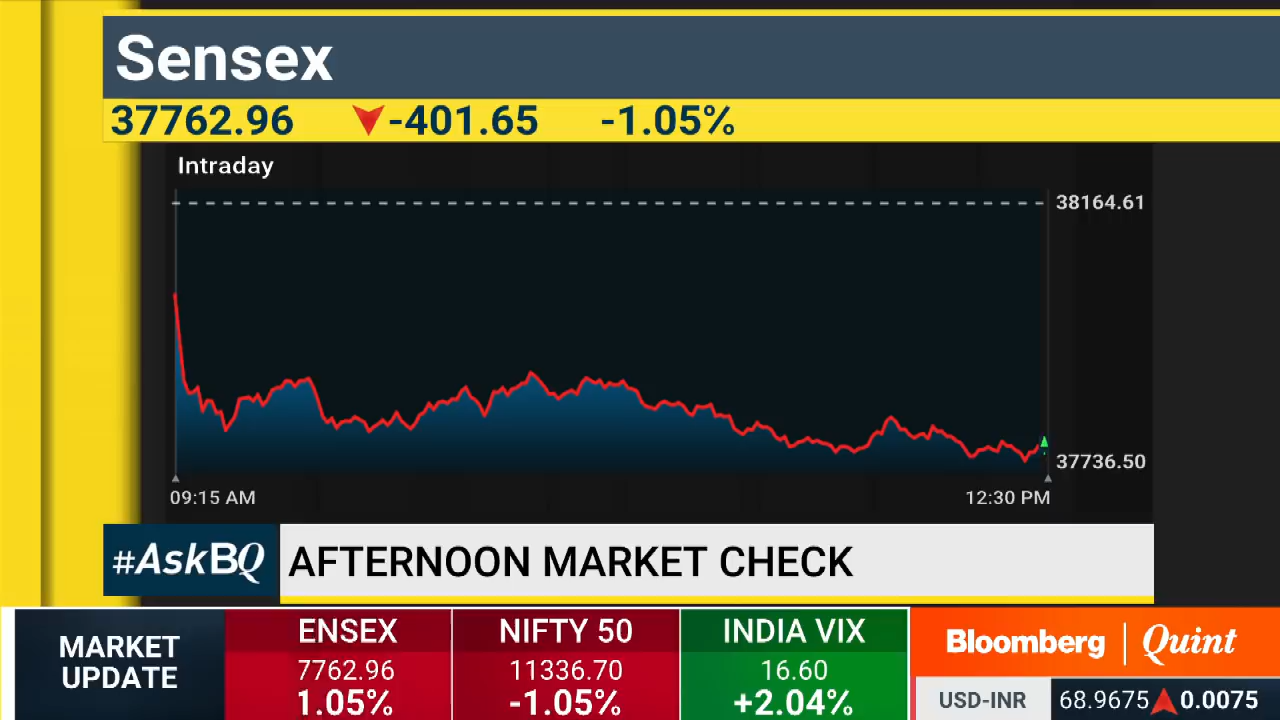 Sensex
37762.96 -401.65 -1.05%
Intraday
38164.61
37736.50
09:15 AM 12:30 PM
#AskBQ AFTERNOON MARKET CHECK
MARKET UPDATE
ENSEX
7762.96
1.05%
NIFTY 50
11336.70
-1.05%
INDIA VIX
16.60
+2.04%
Bloomberg | Quint
USD-INR 68.9675 0.0075